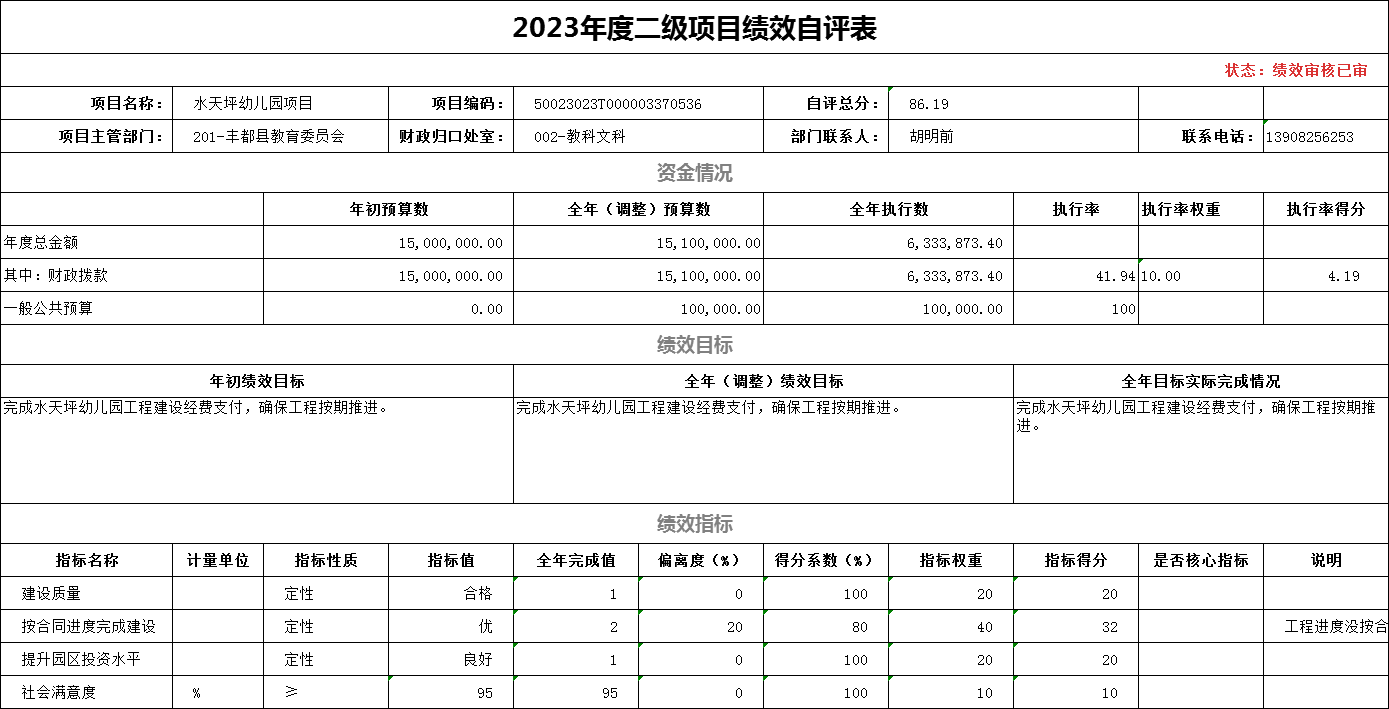 2023年度二级项目绩效自评表
状态：绩效审核已审
项目名称： 水天坪幼儿园项目 项目编码： 50023023T000003370536 自评总分： 86.19
项目主管部门： 201-丰都县教育委员会 财政归口处室： 002-教科文科 部门联系人： 胡明前 联系电话： 13908256253
资金情况
年初预算数 全年（调整）预算数 全年执行数 执行率 执行率权重 执行率得分
年度总金额 15,000,000.00 15,100,000.00 6,333,873.40
其中：财政拨款 15,000,000.00 15,100,000.00 6,333,873.40 41.94 10.00 4.19
一般公共预算 0.00 100,000.00 100,000.00 100
绩效目标
年初绩效目标 全年（调整）绩效目标 全年目标实际完成情况
完成水天坪幼儿园工程建设经费支付，确保工程按期推进。 完成水天坪幼儿园工程建设经费支付，确保工程按期推进。 完成水天坪幼儿园工程建设经费支付，确保工程按期推
进。
绩效指标
指标名称 计量单位 指标性质 指标值 全年完成值 偏离度（%） 得分系数（%） 指标权重 指标得分 是否核心指标 说明
建设质量 定性 合格 1 0 100 20 20
按合同进度完成建设 定性 优 2 20 80 40 32 工程进度没按合
提升园区投资水平 定性 良好 1 0 100 20 20
社会满意度 % ≥ 95 95 0 100 10 10